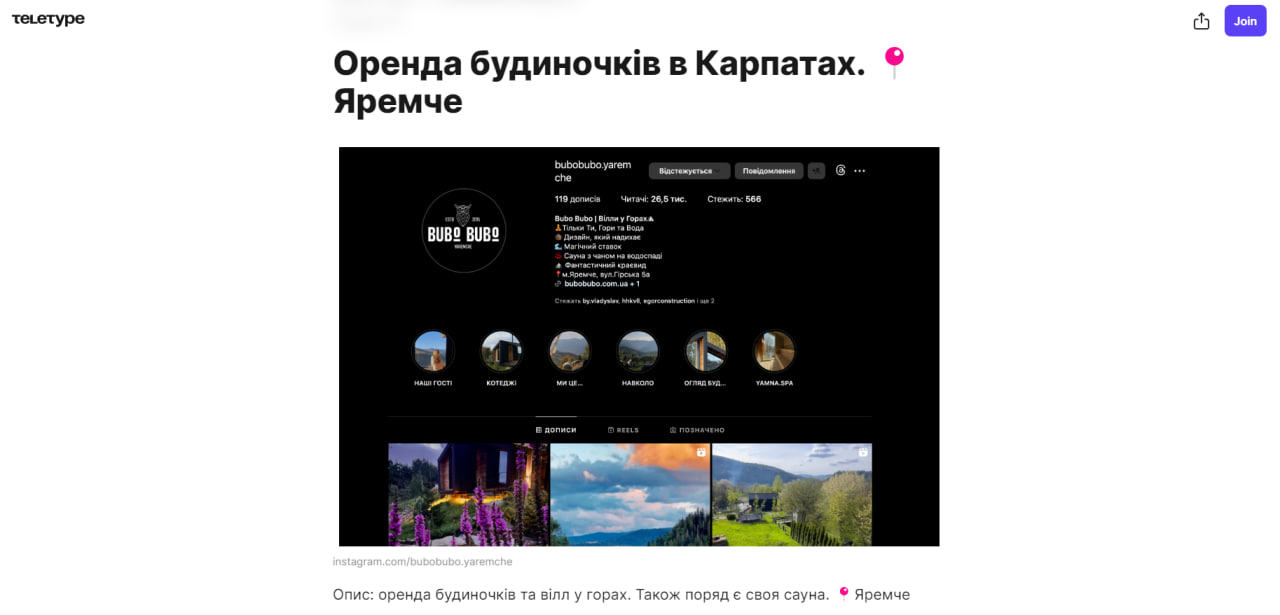 TELETYPE
Join
Оренда будиночків в Карпатах. 📍
Яремче
bubobubo.yarem
che
Відстежується
Повідомлення
119 дописів Читачі: 26,5 тис. Стежить: 566
Bubo Bubo | Вілли у Горах
Тільки Ти, Гори та Вода
Дизайн, який надихає
Магічний ставок
Сауна з чаном на водоспаді
Фантастичний краєвид
м.Яремче, вул.Гірська 5а
bubobubo.com.ua + 1
Стежать by.vladyslav, hhkvll, egcrconstruction і ще 2
BUBO BUBO
YAREMCHE
НАШІ ГОСТІ
КОТЕДЖІ
МИ ЦЕ...
НАВКОЛО
ОГЛЯД БУД...
YAMNA.SPA
ДОПИСИ
REELS
ПОЗНАЧЕНО
instagram.com/bubobubo.yaremche
Опис: оренда будиночків та вілл у горах. Також поряд є своя сауна. 📍 Яремче